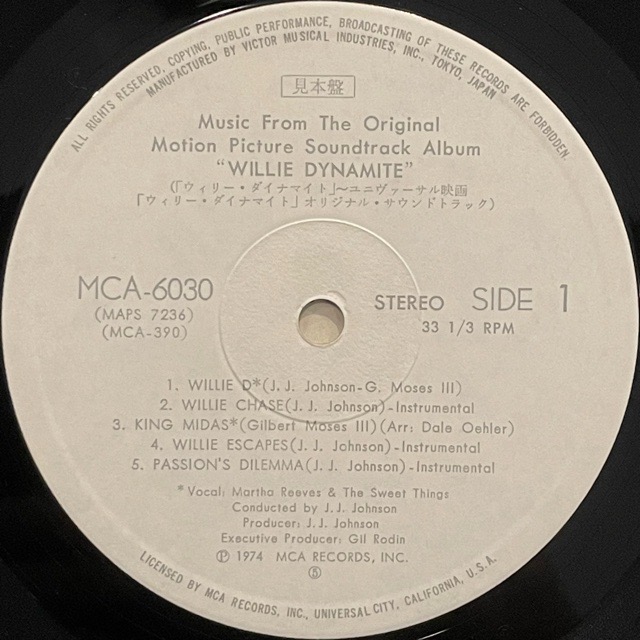 ALL RIGHTS RESERVED, COPYING, PUBLIC PERFORMANCE, BROADCASTING OF THESE RECORDS ARE FORBIDDEN.
MANUFACTURED BY VICTOR MUSICAL INDUSTRIES, INC., TOKYO, JAPAN
見本盤
Music From The Original
Motion Picture Soundtrack Album
"WILLIE DYNAMITE"
(「ウィリー・ダイナマイト」~ユニヴァーサル映画
「ウィリー・ダイナマイト」オリジナル・サウンドトラック)
MCA-6030
(MAPS 7236)
(MCA-390)
STEREO SIDE 1
33 1/3 RPM
1. WILLIE D*(J. J. Johnson-G. Moses III)
2. WILLIE CHASE(J. J. Johnson)-Instrumental
3. KING MIDAS*(Gilbert Moses III)(Arr: Dale Oehler)
4. WILLIE ESCAPES(J. J. Johnson)-Instrumental
5. PASSION'S DILEMMA(J. J. Johnson)-Instrumental
*Vocal: Martha Reeves & The Sweet Things
Conducted by J. J. Johnson
Producer: J. J. Johnson
Executive Producer: Gil Rodin
Ⓟ 1974 MCA RECORDS, INC.
⑤
LICENSED BY MCA RECORDS, INC., UNIVERSAL CITY, CALIFORNIA, U.S.A.